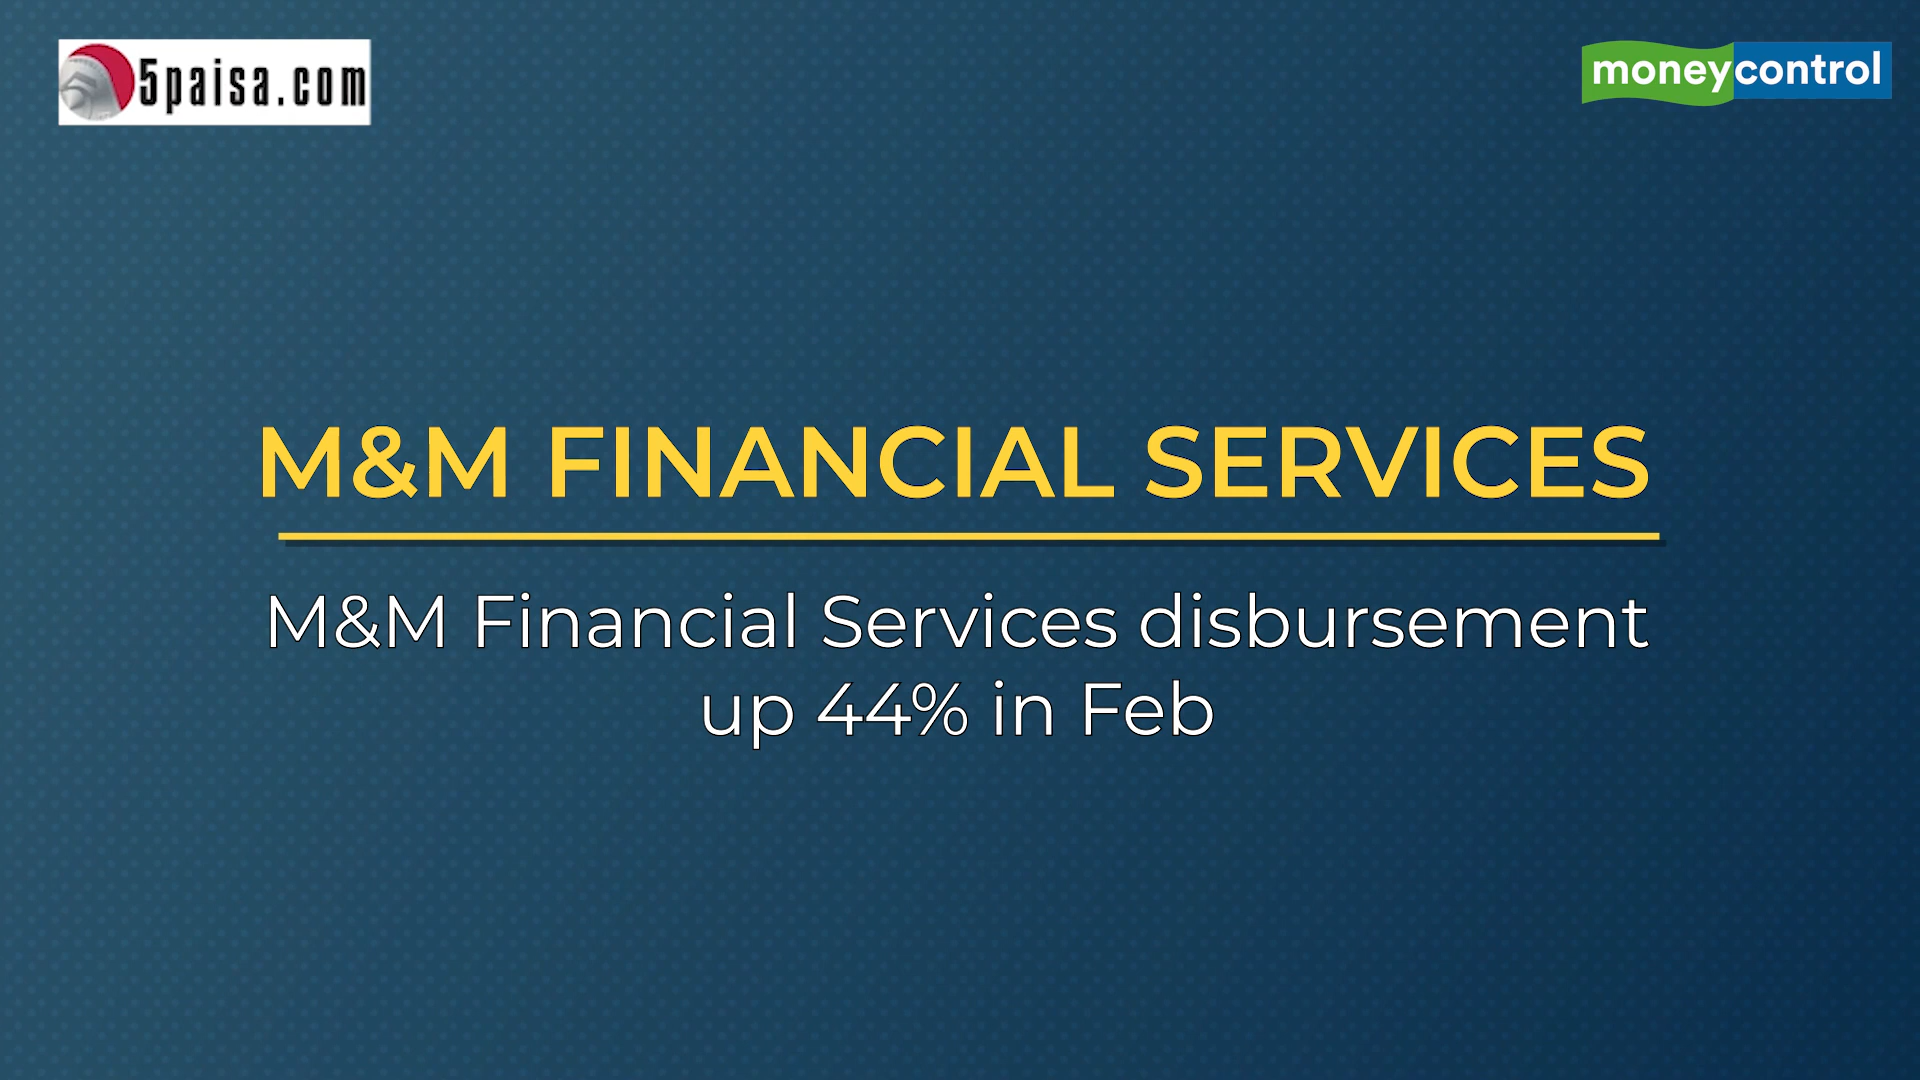 5paisa.com
moneycontrol
M&M FINANCIAL SERVICES
M&M Financial Services disbursement
up 44% in Feb